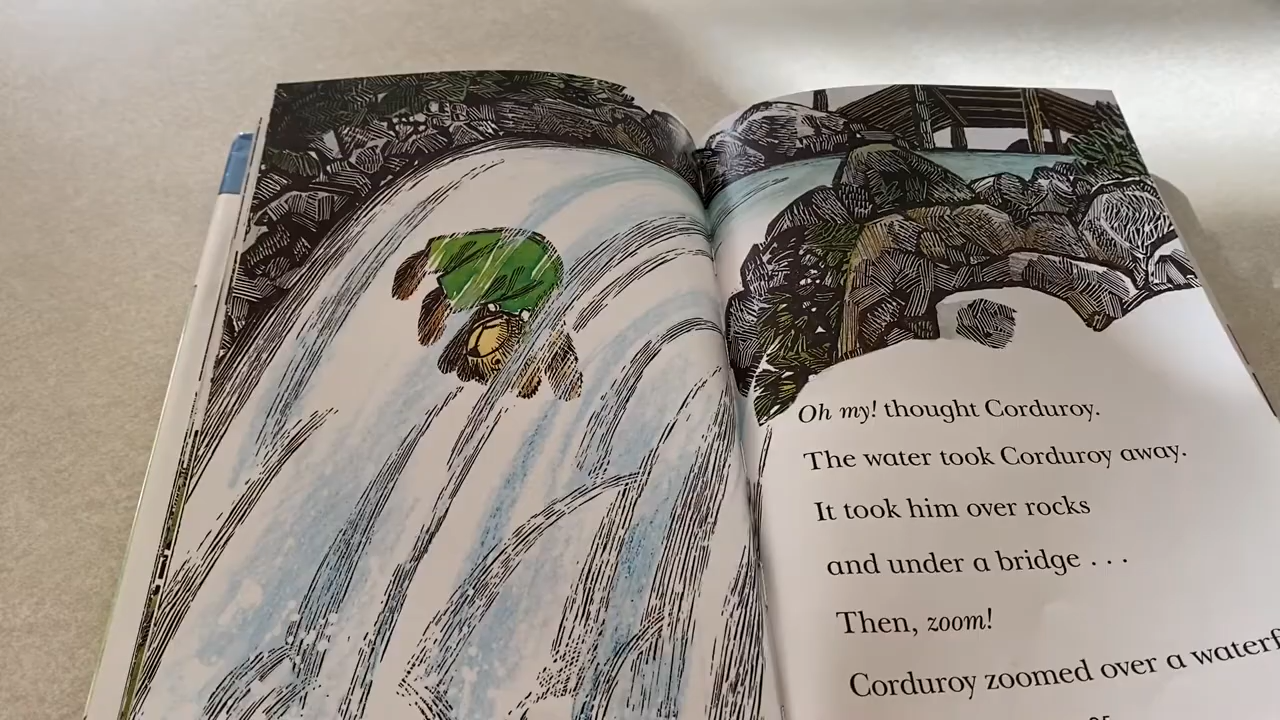 Oh my! thought Corduroy.
The water took Corduroy away.
It took him over rocks
and under a bridge . . .
Then, zoom!
Corduroy zoomed over a